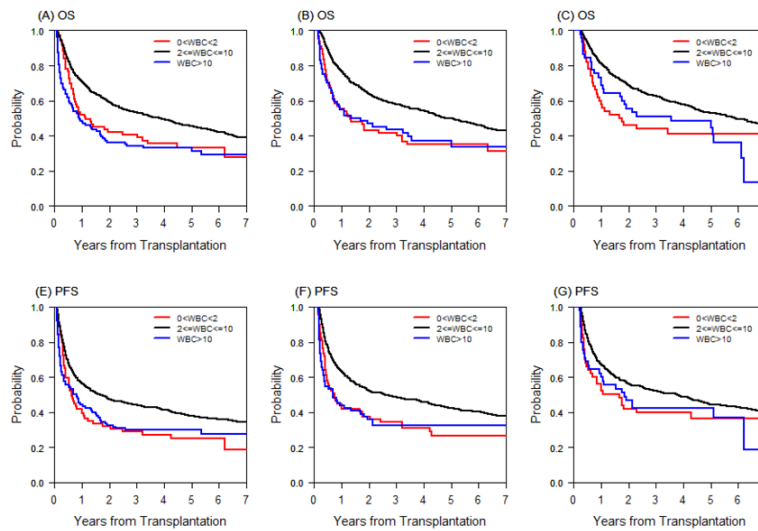 (A) OS
0<WBC<2
2<=WBC<=10
WBC>10
Probability
1.0
0.8
0.6
0.4
0.2
0.0
0 1 2 3 4 5 6 7
Years from Transplantation
(B) OS
0<WBC<2
2<=WBC<=10
WBC>10
Probability
1.0
0.8
0.6
0.4
0.2
0.0
0 1 2 3 4 5 6 7
Years from Transplantation
(C) OS
0<WBC<2
2<=WBC<=10
WBC>10
Probability
1.0
0.8
0.6
0.4
0.2
0.0
0 1 2 3 4 5 6
Years from Transplantation
(E) PFS
0<WBC<2
2<=WBC<=10
WBC>10
Probability
1.0
0.8
0.6
0.4
0.2
0.0
0 1 2 3 4 5 6 7
Years from Transplantation
(F) PFS
0<WBC<2
2<=WBC<=10
WBC>10
Probability
1.0
0.8
0.6
0.4
0.2
0.0
0 1 2 3 4 5 6 7
Years from Transplantation
(G) PFS
0<WBC<2
2<=WBC<=10
WBC>10
Probability
1.0
0.8
0.6
0.4
0.2
0.0
0 1 2 3 4 5 6
Years from Transplantation